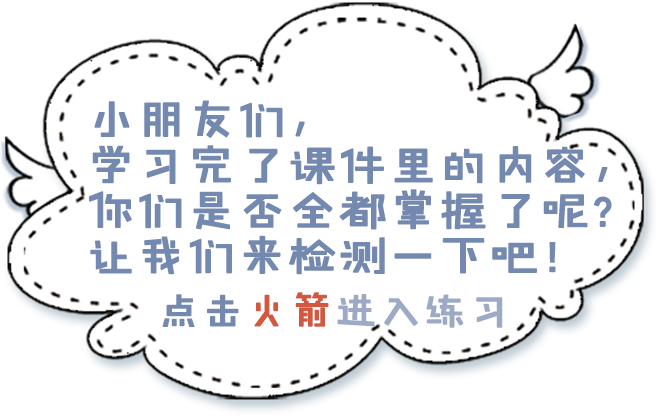 小朋友们，
学习完了课件里的内容，
你们是否全都掌握了呢?
让我们来检测一下吧!
点击火箭进入练习